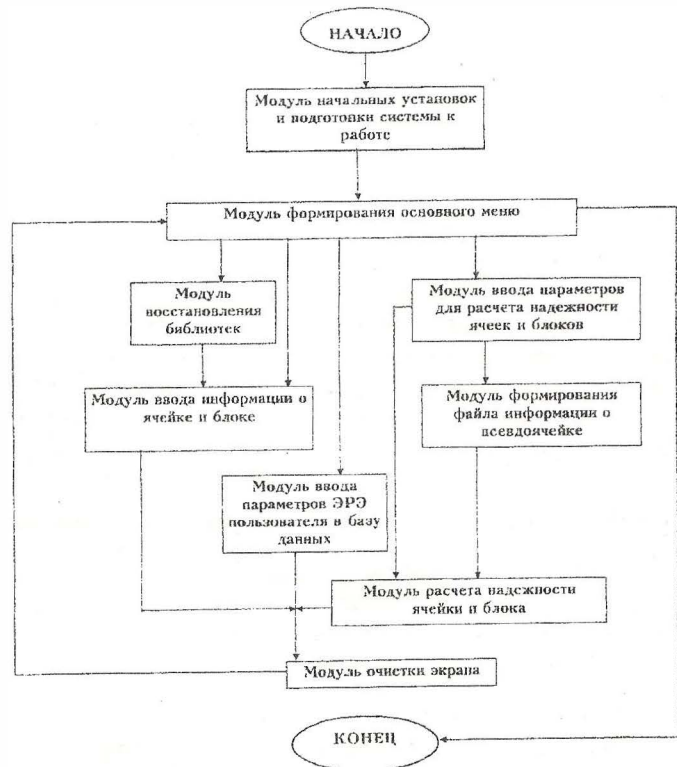 НАЧАЛО
Модуль начальных установок
и подготовки системы к
работе
Модуль формирования основного меню
Модуль
восстановления
библиотек
Модуль ввода параметров
для расчета надежности
ячеек и блоков
Модуль ввода информации о
ячейке и блоке
Модуль формирования
файла информации о
псевдоячейке
Модуль ввода
параметров ЭРЭ
пользователя в базу
данных
Модуль расчета надежности
ячейки и блока
Модуль очистки экрана
КОНЕЦ